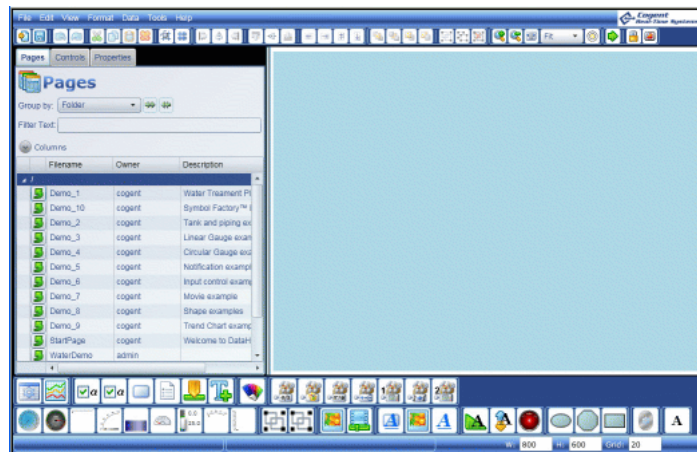 File Edit View Format Data Tools Help
Cogent
Real-Time Systems
Fit
Pages Controls Properties
Pages
Group by: Folder
Filter Text:
Columns
Filename Owner Description
/
Demo_1 cogent Water Treament Pl
Demo_10 cogent Symbol Factory™
Demo_2 cogent Tank and piping ex
Demo_3 cogent Linear Gauge exam
Demo_4 cogent Circular Gauge exa
Demo_5 cogent Notification exampl
Demo_6 cogent Input control examp
Demo_7 cogent Movie example
Demo_8 cogent Shape examples
Demo_9 cogent Trend Chart examp
StartPage cogent Welcome to DataH
WaterDemo admin
W: 800 H: 600 Grid: 20